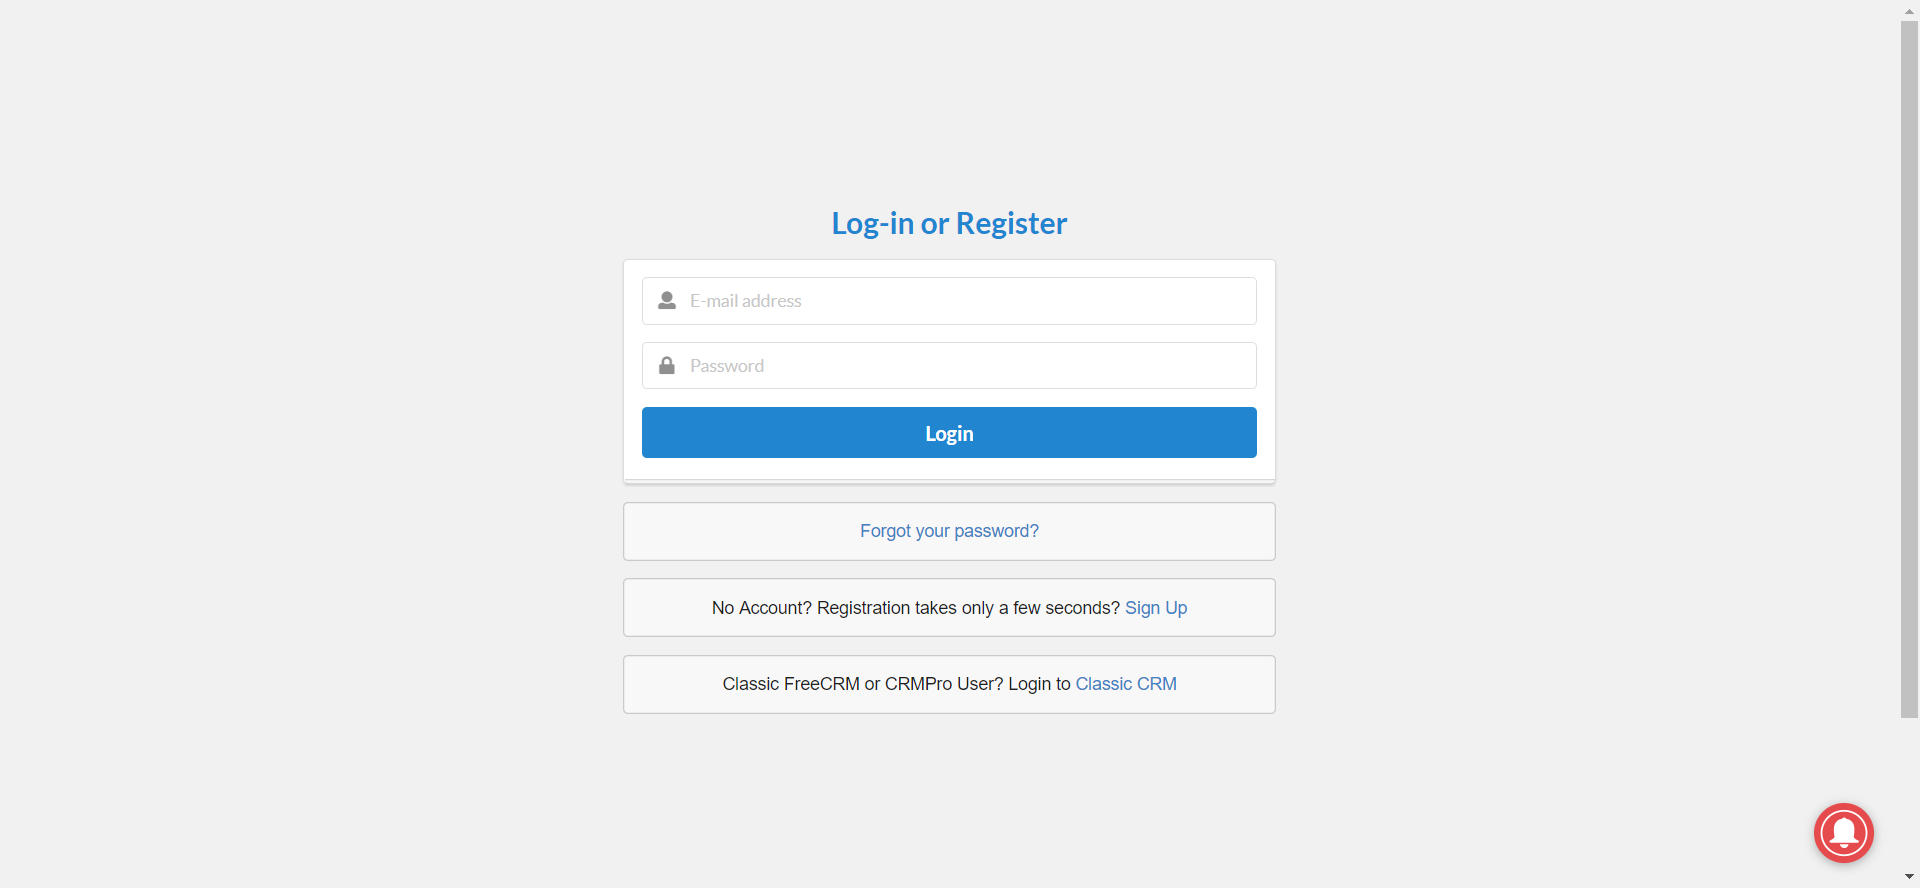 Log-in or Register
E-mail address
Password
Login
Forgot your password?
No Account? Registration takes only a few seconds? Sign Up
Classic FreeCRM or CRMPro User? Login to Classic CRM